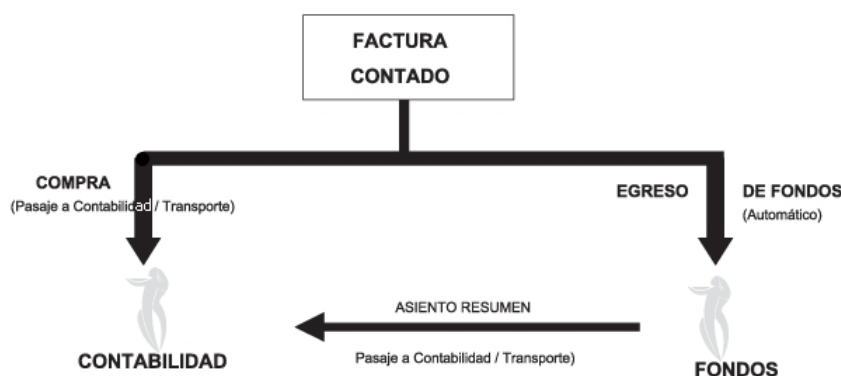 FACTURA
CONTADO
COMPRA
(Pasaje a Contabilidad / Transporte)
EGRESO DE FONDOS
(Automático)
ASIENTO RESUMEN
Pasaje a Contabilidad / Transporte)
CONTABILIDAD
FONDOS